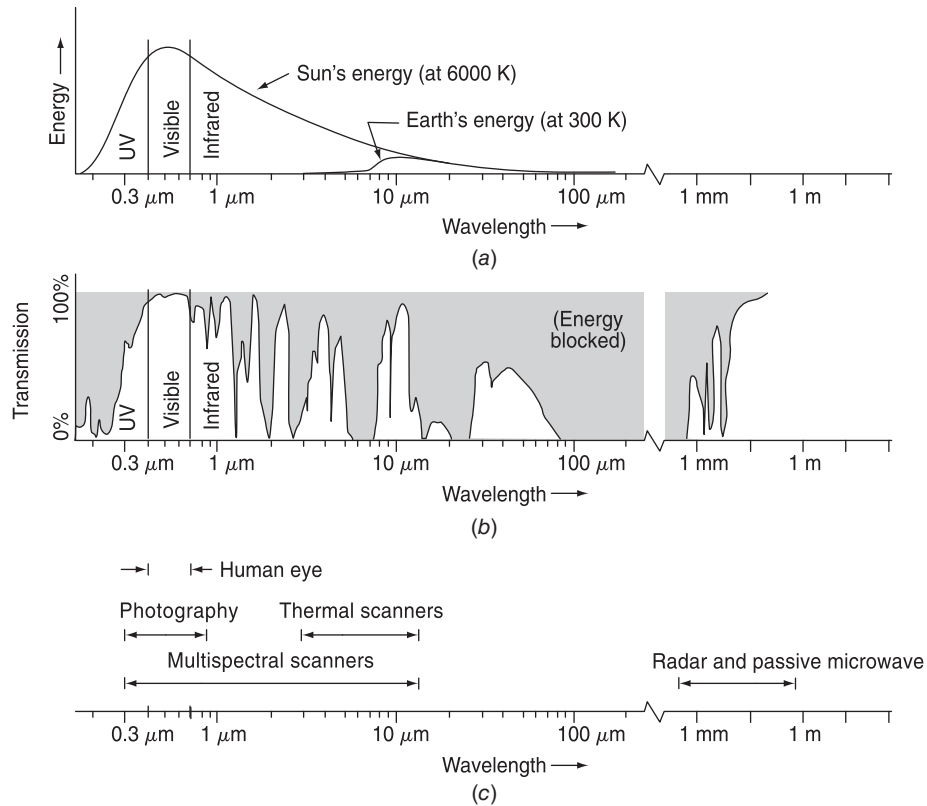 Energy
UV
Visible
Infrared
Sun's energy (at 6000 K)
Earth's energy (at 300 K)
0.3 μm 1 μm 10 μm 100 μm 1 mm 1 m
Wavelength
(a)
Transmission
100%
0%
UV
Visible
Infrared
(Energy
blocked)
0.3 μm 1 μm 10 μm 100 μm 1 mm 1 m
Wavelength
(b)
Human eye
Photography Thermal scanners
Multispectral scanners Radar and passive microwave
0.3 μm 1 μm 10 μm 100 μm 1 mm 1 m
Wavelength
(c)